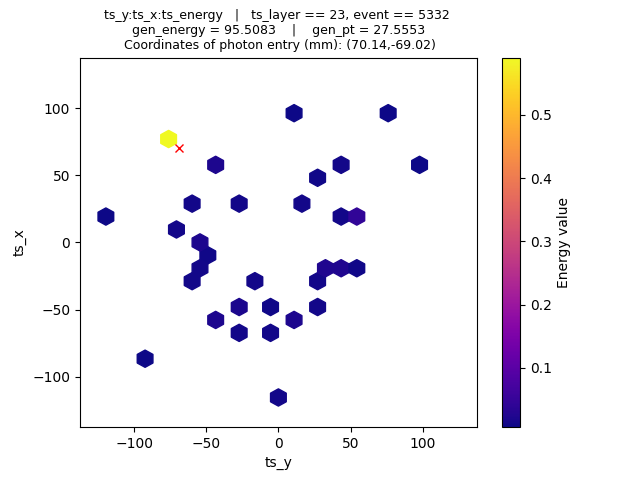 ts_y:ts_x:ts_energy   |   ts_layer == 23, event == 5332
gen_energy = 95.5083    |    gen_pt = 27.5553
Coordinates of photon entry (mm): (70.14,-69.02)
100
50
0
−50
−100
ts_x
−100
−50
0
50
100
ts_y
0.5
0.4
0.3
0.2
0.1
Energy value